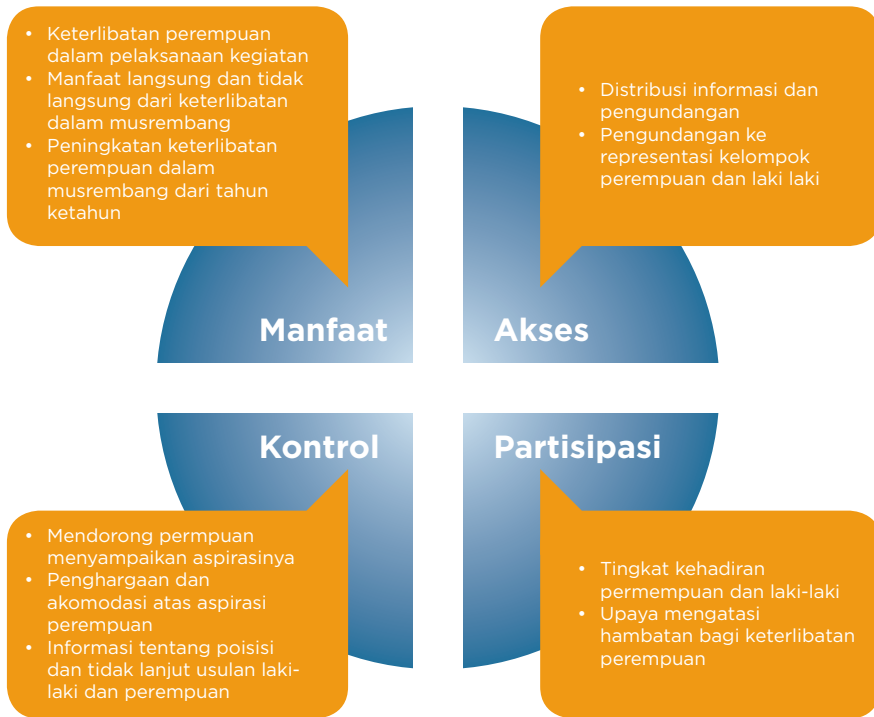 • Keterlibatan perempuan
dalam pelaksanaan kegiatan
• Manfaat langsung dan tidak
langsung dari keterlibatan
dalam musrembang
• Peningkatan keterlibatan
perempuan dalam
musrembang dari tahun
ketahun
• Distribusi informasi dan
pengundangan
• Pengundangan ke
representasi kelompok
perempuan dan laki laki
Manfaat
Akses
Kontrol
Partisipasi
• Mendorong permpuan
menyampaikan aspirasinya
• Penghargaan dan
akomodasi atas aspirasi
perempuan
• Informasi tentang poisisi
dan tidak lanjut usulan laki-
laki dan perempuan
• Tingkat kehadiran
permempuan dan laki-laki
• Upaya mengatasi
hambatan bagi keterlibatan
perempuan